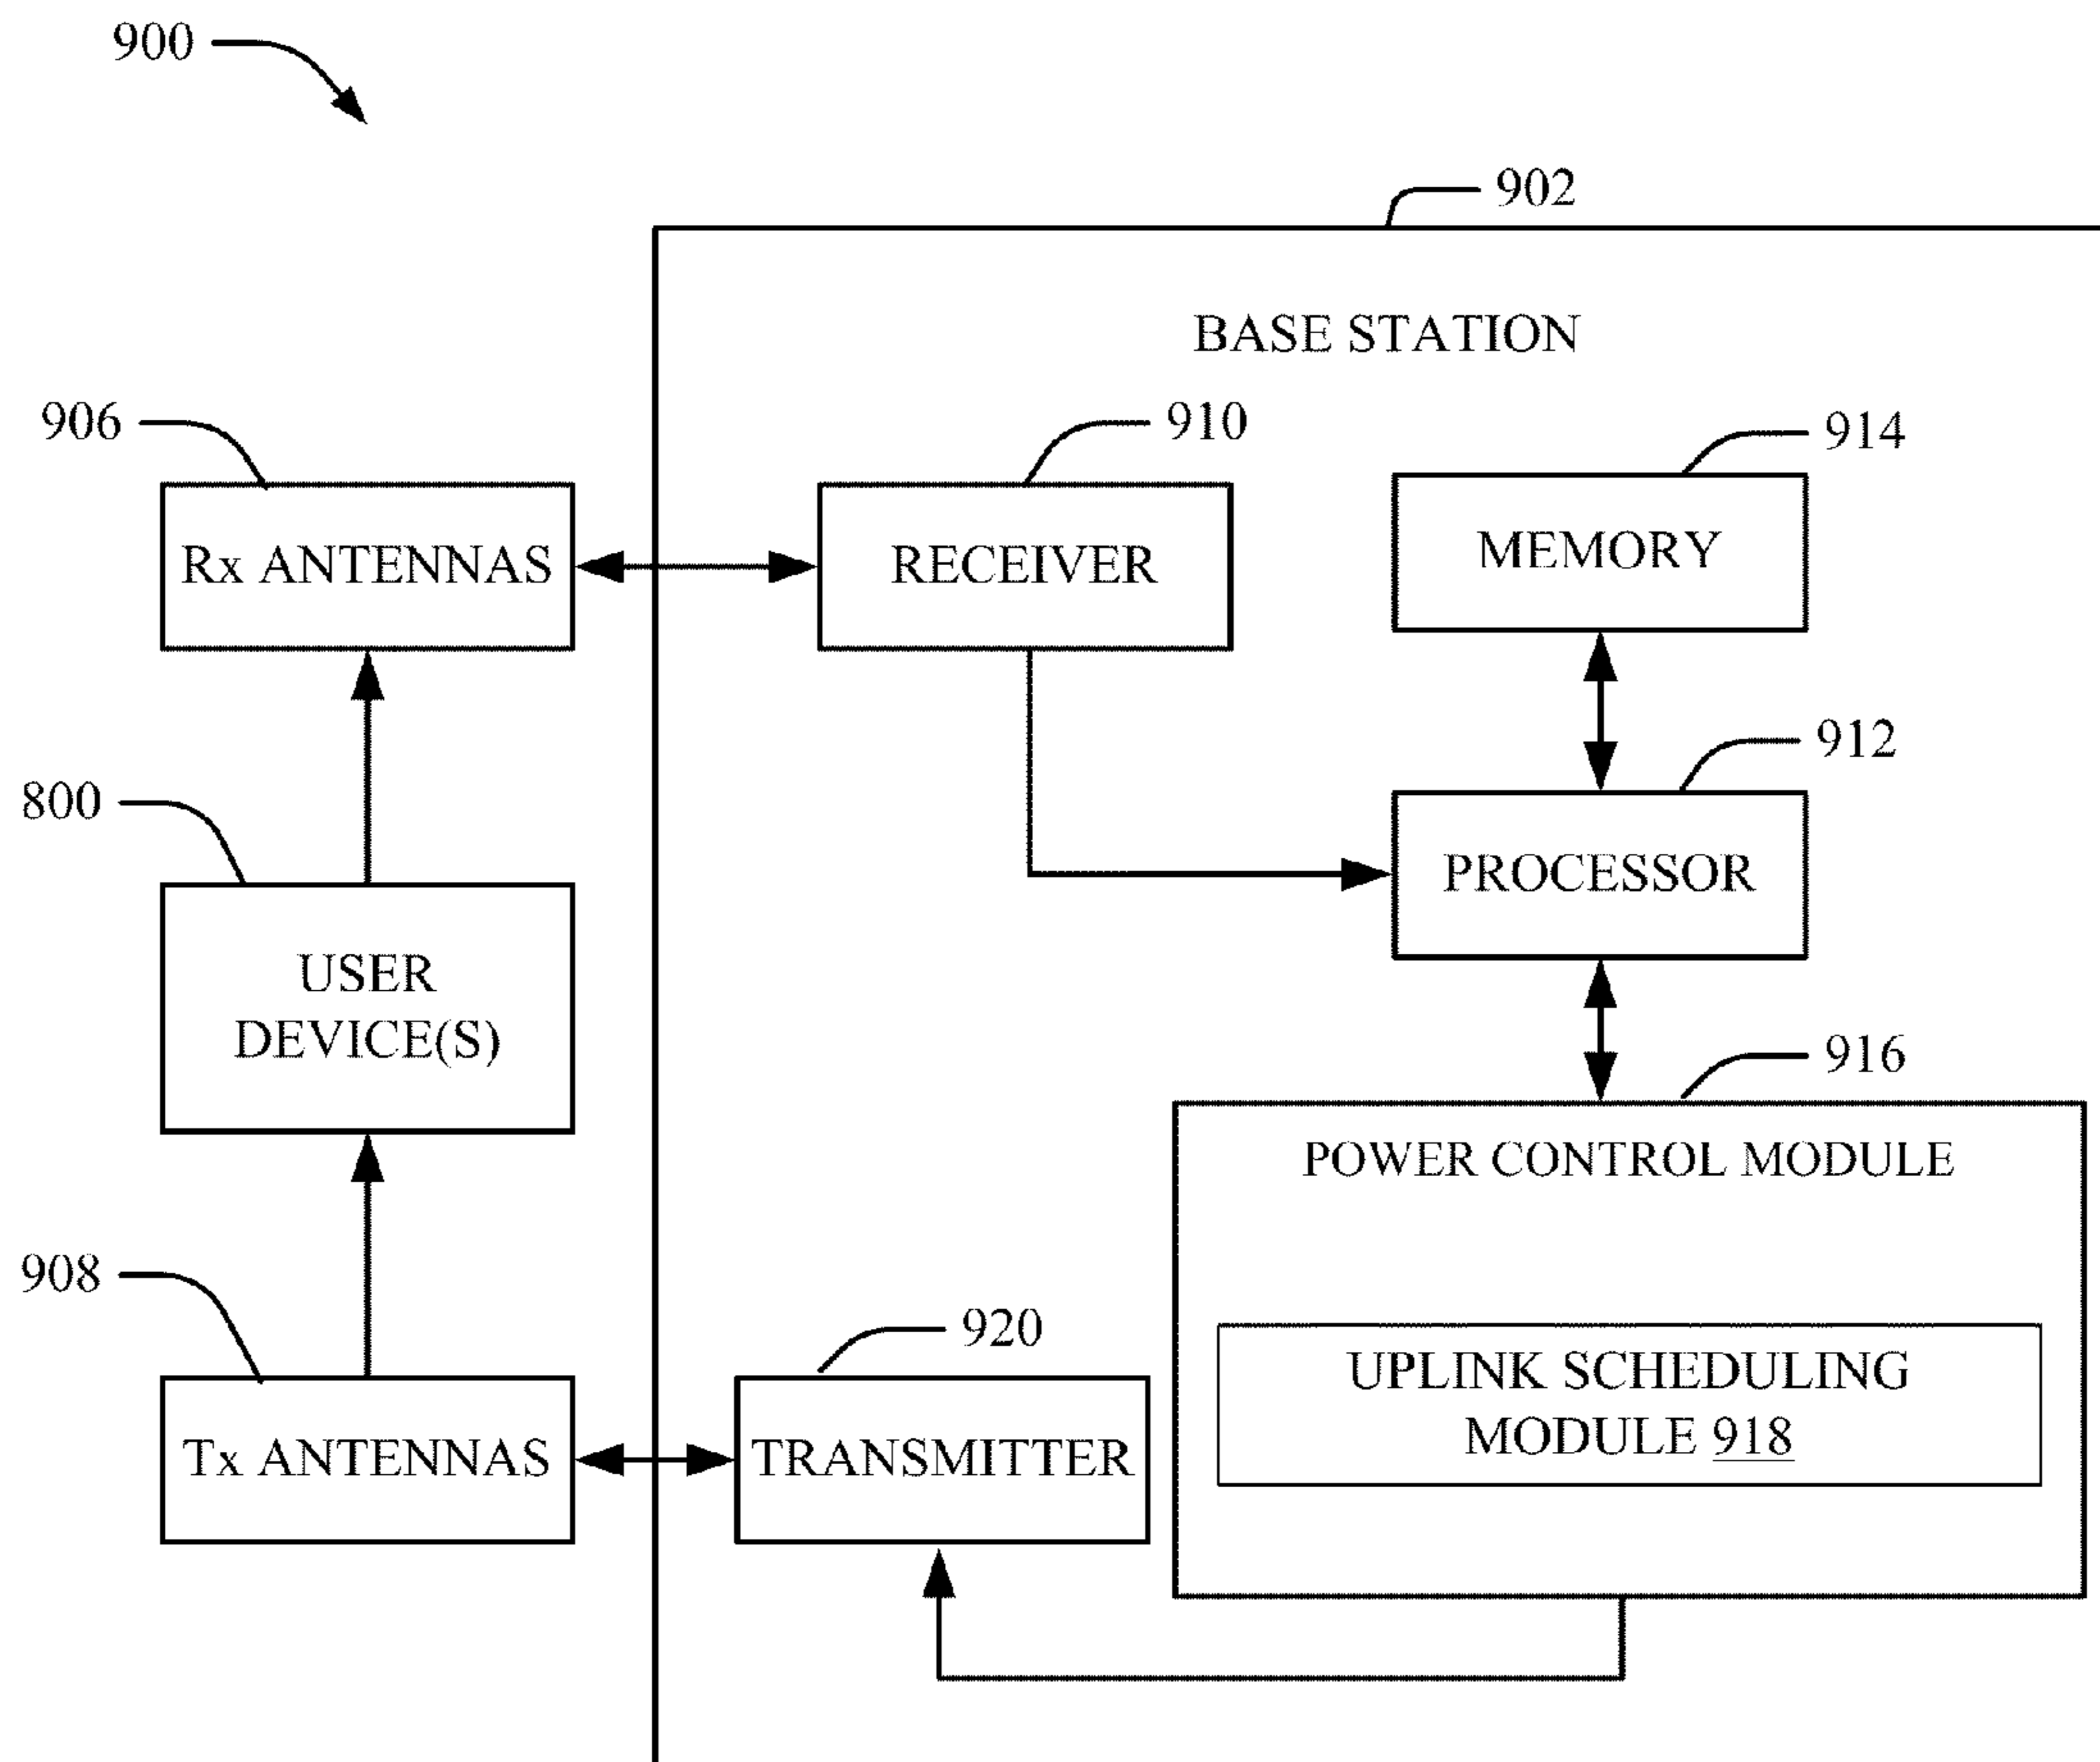 900
902
BASE STATION
906
910
914
Rx ANTENNAS
RECEIVER
MEMORY
912
800
PROCESSOR
USER
DEVICE(S)
916
POWER CONTROL MODULE
908
920
UPLINK SCHEDULING
MODULE 918
Tx ANTENNAS
TRANSMITTER